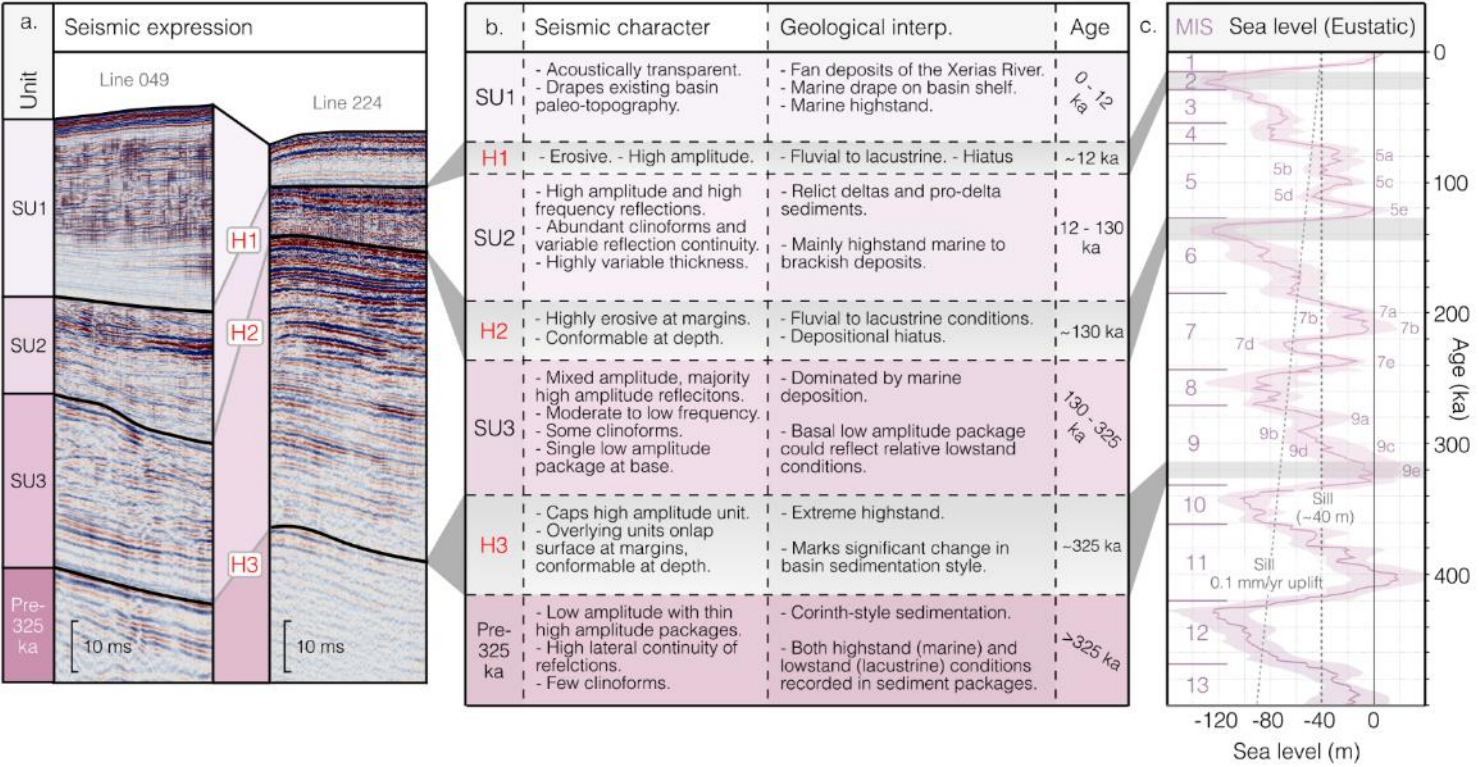 a.
Seismic expression
Unit
Line 049
Line 224
SU1
SU2
SU3
Pre-
325
ka
H1
H2
H3
10 ms
10 ms
b.
Seismic character
Geological interp.
Age
SU1
- Acoustically transparent.
- Drapes existing basin
paleo-topography.
- Fan deposits of the Xerias River.
- Marine drape on basin shelf.
- Marine highstand.
0 - 12
ka
H1
- Erosive. - High amplitude.
- Fluvial to lacustrine. - Hiatus
~12 ka
SU2
- High amplitude and high
frequency reflections.
- Abundant clinoforms and
variable reflection continuity.
- Highly variable thickness.
- Relict deltas and pro-delta
sediments.
- Mainly highstand marine to
brackish deposits.
12 - 130
ka
H2
- Highly erosive at margins.
- Conformable at depth.
- Fluvial to lacustrine conditions.
- Depositional hiatus.
~130 ka
SU3
- Mixed amplitude, majority
high amplitude reflecitons.
- Moderate to low frequency.
- Some clinoforms.
- Single low amplitude
package at base.
- Dominated by marine
deposition.
- Basal low amplitude package
could reflect relative lowstand
conditions.
130 - 325
ka
H3
- Caps high amplitude unit.
- Overlying units onlap
surface at margins,
conformable at depth.
- Extreme highstand.
- Marks significant change in
basin sedimentation style.
~325 ka
Pre-
325
ka
- Low amplitude with thin
high amplitude packages.
- High lateral continuity of
refelctions.
- Few clinoforms.
- Corinth-style sedimentation.
- Both highstand (marine) and
lowstand (lacustrine) conditions
recorded in sediment packages.
>325 ka
c.
MIS
Sea level (Eustatic)
1
2
3
4
5
6
7
8
9
10
11
12
13
5a
5b
5c
5d
5e
7a
7b
7b
7d
7e
9a
9b
9c
9d
9e
Sill
(~40 m)
Sill
0.1 mm/yr uplift
0
100
200
300
400
Age (ka)
-120 -80 -40 0
Sea level (m)